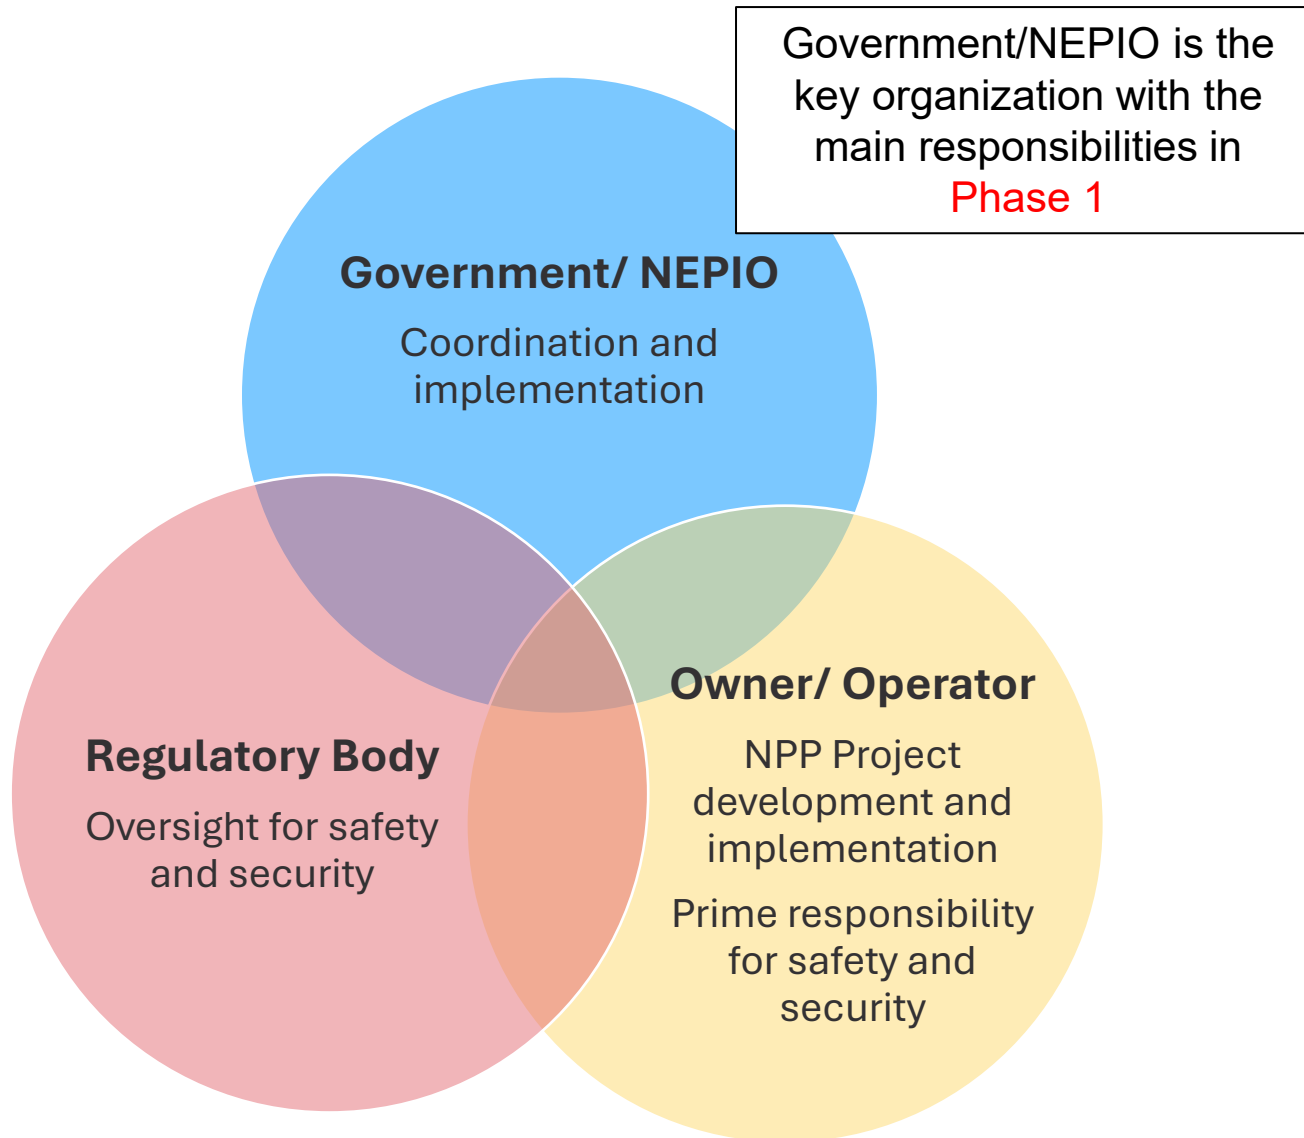 Government/NEPIO is the
key organization with the
main responsibilities in
Phase 1
Government/ NEPIO
Coordination and
implementation
Owner/ Operator
NPP Project
development and
implementation
Prime responsibility
for safety and
security
Regulatory Body
Oversight for safety
and security